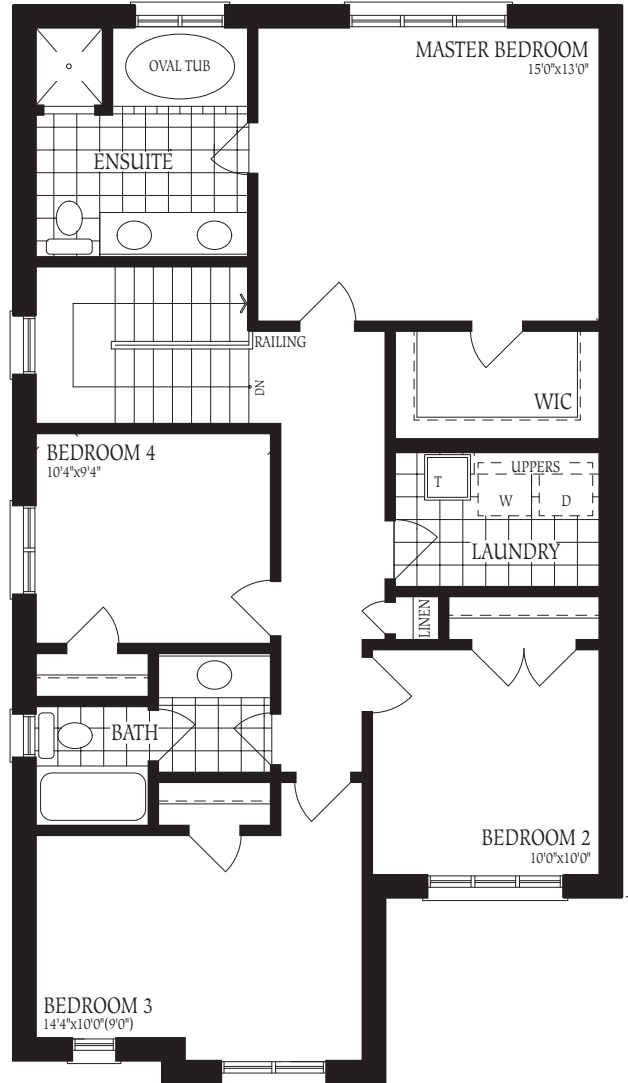 MASTER BEDROOM
15'0"x13'0"
OVAL TUB
ENSUITE
RAILING
DN
WIC
BEDROOM 4
10'4"x9'4"
UPPERS
T
W
D
LAUNDRY
LINEN
BATH
BEDROOM 2
10'0"x10'0"
BEDROOM 3
14'4"x10'0"(9'0")